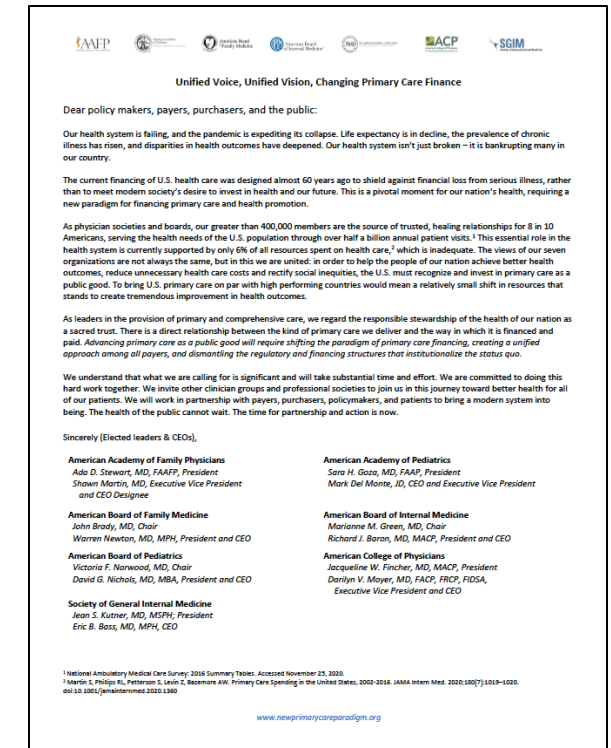 AAFP
American Board
of Family Medicine
American Board
of Internal Medicine
ACP
SGIM
Unified Voice, Unified Vision, Changing Primary Care Finance
Dear policy makers, payers, purchasers, and the public:
Our health system is failing, and the pandemic is expediting its collapse. Life expectancy is in decline, the prevalence of chronic
illness has risen, and disparities in health outcomes have deepened. Our health system isn't just broken – it is bankrupting many in
our country.
The current financing of U.S. health care was designed almost 60 years ago to shield against financial loss from serious illness, rather
than to meet modern society's desire to invest in health and our future. This is a pivotal moment for our nation's health, requiring a
new paradigm for financing primary care and health promotion.
As physician societies and boards, our greater than 400,000 members are the source of trusted, healing relationships for 8 in 10
Americans, serving the health needs of the U.S. population through over half a billion annual patient visits.¹ This essential role in the
health system is currently supported by only 6% of all resources spent on health care,² which is inadequate. The views of our seven
organizations are not always the same, but in this we are united: in order to help the people of our nation achieve better health
outcomes, reduce unnecessary health care costs and rectify social inequities, the U.S. must recognize and invest in primary care as a
public good. To bring U.S. primary care on par with high performing countries would mean a relatively small shift in resources that
stands to create tremendous improvement in health outcomes.
As leaders in the provision of primary and comprehensive care, we regard the responsible stewardship of the health of our nation as
a sacred trust. There is a direct relationship between the kind of primary care we deliver and the way in which it is financed and
paid. Advancing primary care as a public good will require shifting the paradigm of primary care financing, creating a unified
approach among all payers, and dismantling the regulatory and financing structures that institutionalize the status quo.
We understand that what we are calling for is significant and will take substantial time and effort. We are committed to doing this
hard work together. We invite other clinician groups and professional societies to join us in this journey toward better health for all
of our patients. We will work in partnership with payers, purchasers, policymakers, and patients to bring a modern system into
being. The health of the public cannot wait. The time for partnership and action is now.
Sincerely (Elected leaders & CEOs),
American Academy of Family Physicians
Ada D. Stewart, MD, FAAFP, President
Shawn Martin, MD, Executive Vice President
and CEO Designee
American Academy of Pediatrics
Sara H. Goza, MD, FAAP, President
Mark Del Monte, JD, CEO and Executive Vice President
American Board of Family Medicine
John Brady, MD, Chair
Warren Newton, MD, MPH, President and CEO
American Board of Internal Medicine
Marianne M. Green, MD, Chair
Richard J. Baron, MD, MACP, President and CEO
American Board of Pediatrics
Victoria F. Norwood, MD, Chair
David G. Nichols, MD, MBA, President and CEO
American College of Physicians
Jacqueline W. Fincher, MD, MACP, President
Darilyn V. Moyer, MD, FACP, FRCP, FIDSA,
Executive Vice President and CEO
Society of General Internal Medicine
Jean S. Kutner, MD, MSPH; President
Eric B. Bass, MD, MPH, CEO
¹ National Ambulatory Medical Care Survey: 2016 Summary Tables. Accessed November 25, 2020.
² Martin S, Phillips RL, Petterson S, Levin Z, Bazemore AW. Primary Care Spending in the United States, 2002-2016. JAMA Intern Med. 2020;180(7):1019–1020.
doi:10.1001/jamainternmed.2020.1360
www.newprimarycareparadigm.org